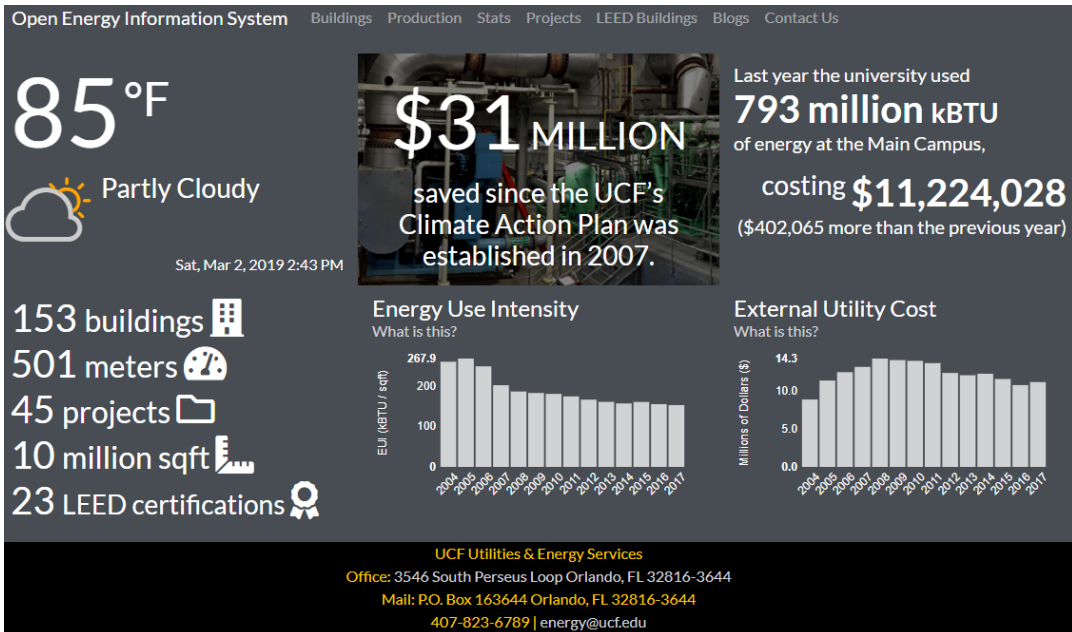 Open Energy Information System Buildings Production Stats Projects LEED Buildings Blogs Contact Us
85°F
Partly Cloudy
Sat, Mar 2, 2019 2:43 PM
$31 MILLION
saved since the UCF's
Climate Action Plan was
established in 2007.
Last year the university used
793 million kBTU
of energy at the Main Campus,
costing $11,224,028
($402,065 more than the previous year)
153 buildings
501 meters
45 projects
10 million sqft
23 LEED certifications
Energy Use Intensity
What is this?
EUI (kBTU / sqft)
267.9
200
100
0
2004 2005 2006 2007 2008 2009 2010 2011 2012 2013 2014 2015 2016 2017
External Utility Cost
What is this?
Millions of Dollars ($)
14.3
10.0
5.0
0.0
2004 2005 2006 2007 2008 2009 2010 2011 2012 2013 2014 2015 2016 2017
UCF Utilities & Energy Services
Office: 3546 South Perseus Loop Orlando, FL 32816-3644
Mail: P.O. Box 163644 Orlando, FL 32816-3644
407-823-6789 | energy@ucf.edu